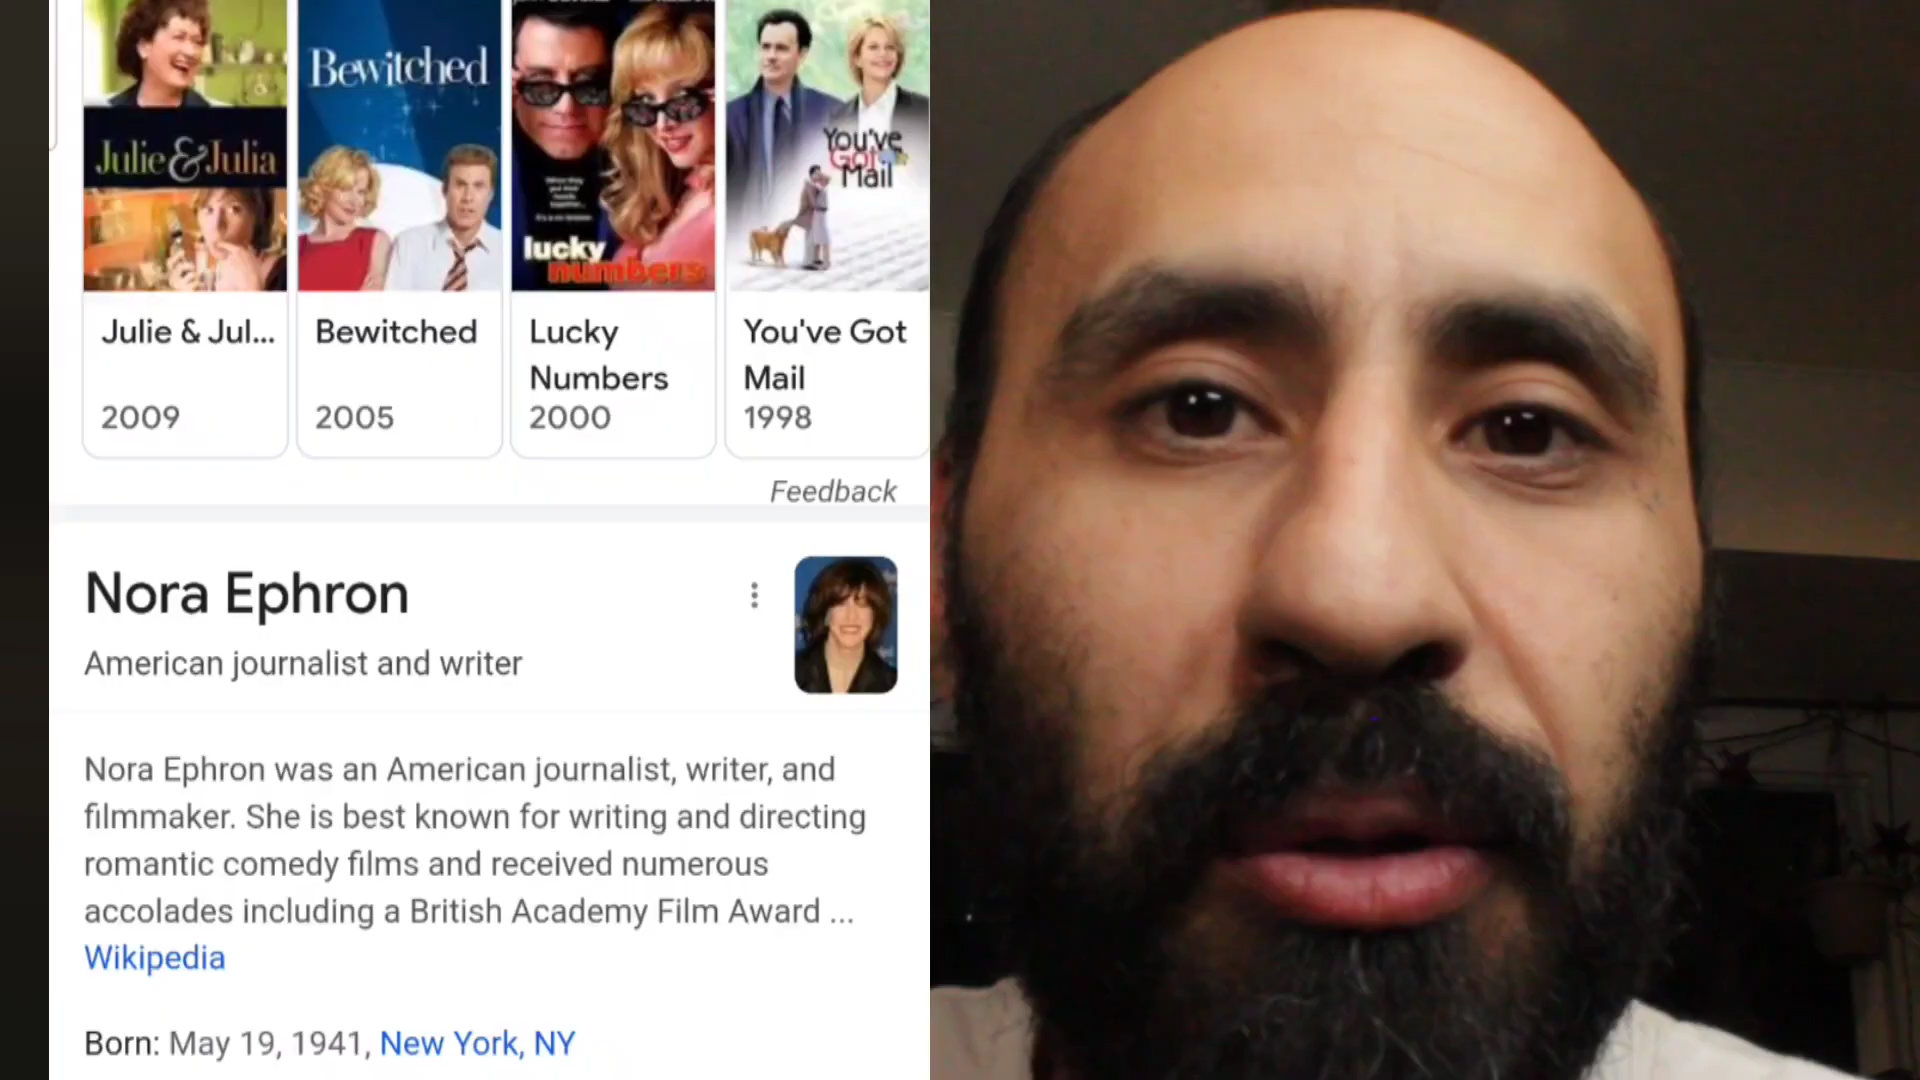 Julie & Julia
Bewitched
lucky
numbers
You've
Got
Mail
Julie & Jul...
2009
Bewitched
2005
Lucky
Numbers
2000
You've Got
Mail
1998
Feedback
Nora Ephron
American journalist and writer
Nora Ephron was an American journalist, writer, and
filmmaker. She is best known for writing and directing
romantic comedy films and received numerous
accolades including a British Academy Film Award ...
Wikipedia
Born: May 19, 1941, New York, NY